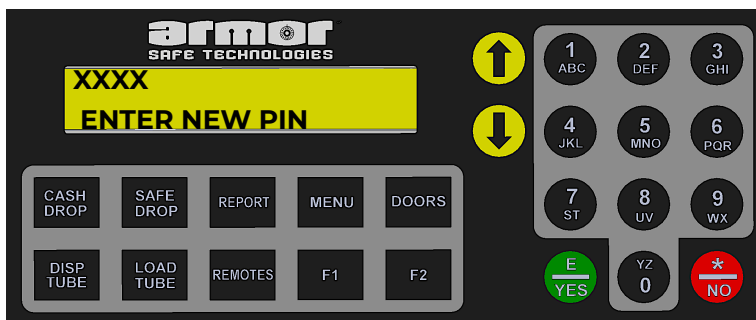 armor
SAFE TECHNOLOGIES
XXXX
ENTER NEW PIN
CASH DROP
SAFE DROP
REPORT
MENU
DOORS
DISP TUBE
LOAD TUBE
REMOTES
F1
F2
1
ABC
2
DEF
3
GHI
4
JKL
5
MNO
6
PQR
7
ST
8
UV
9
WX
E
YES
YZ
0
*
NO